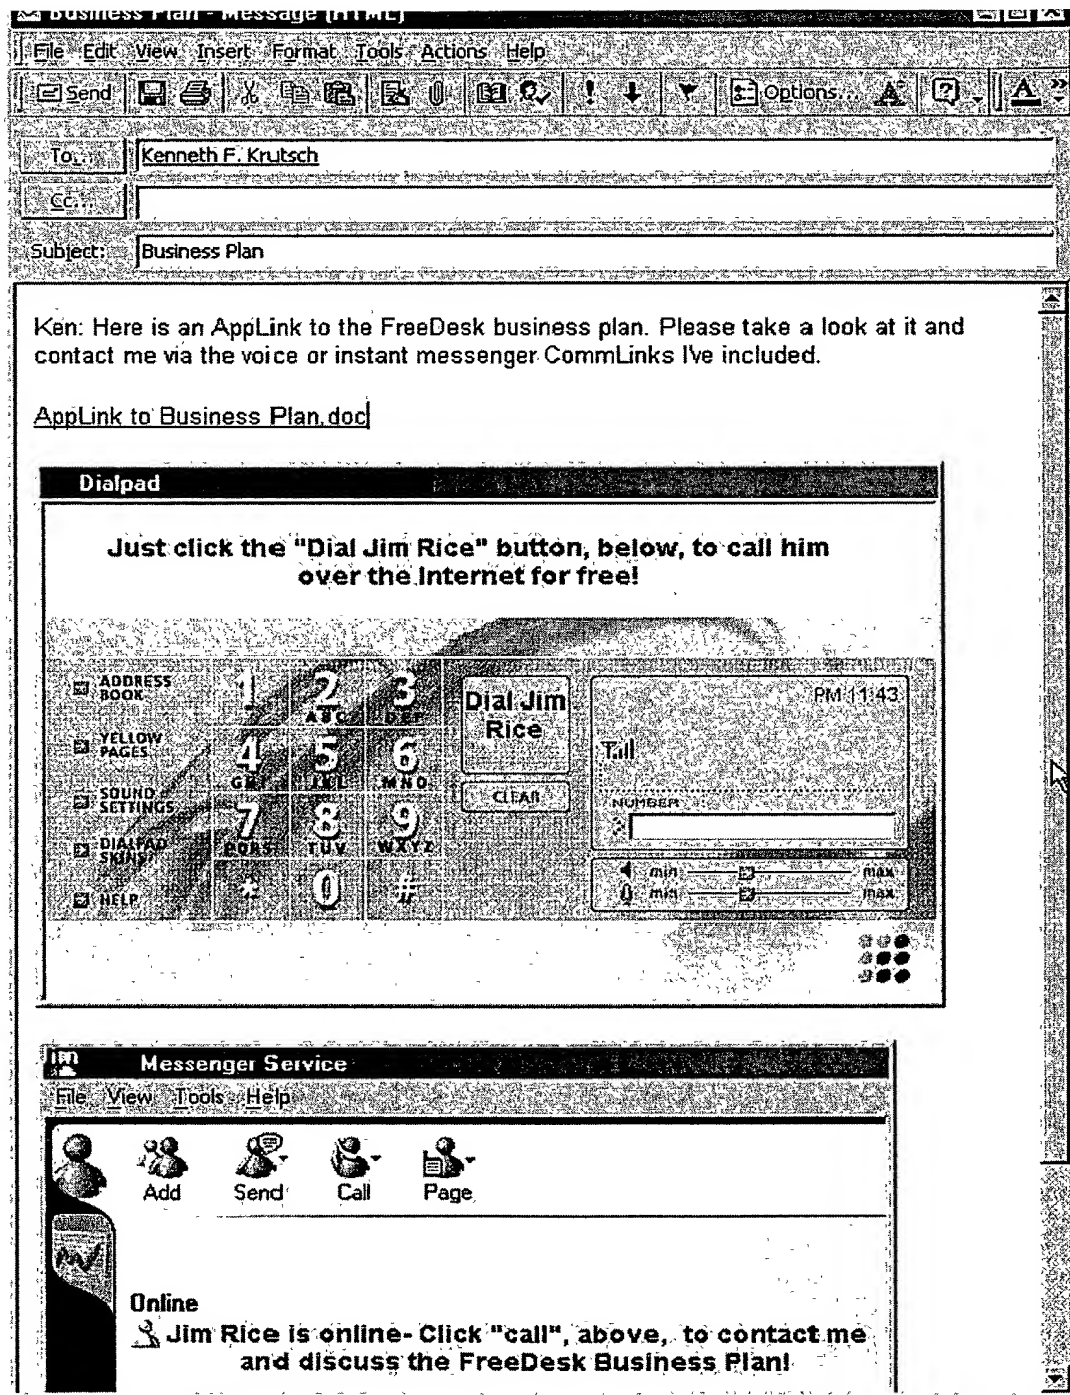 Business Plan - Message (HTML)
File Edit View Insert Format Tools Actions Help
Send Options...
To...
Kenneth F. Krutsch
Cc...
Subject:
Business Plan
Ken: Here is an AppLink to the FreeDesk business plan. Please take a look at it and
contact me via the voice or instant messenger CommLinks I've included.
AppLink to Business Plan.doc
Dialpad
Just click the "Dial Jim Rice" button, below, to call him
over the Internet for free!
ADDRESS
BOOK
YELLOW
PAGES
SOUND
SETTINGS
DIALPAD
SKINS
HELP
1
2
ABC
3
DEF
4
GHI
5
JKL
6
MNO
7
PQRS
8
TUV
9
WXYZ
*
0
#
Dial Jim
Rice
CLEAR
PM 11:43
NUMBER
min max
min max
Messenger Service
File View Tools Help
Add Send Call Page
Online
Jim Rice is online- Click "call", above, to contact me
and discuss the FreeDesk Business Plan!